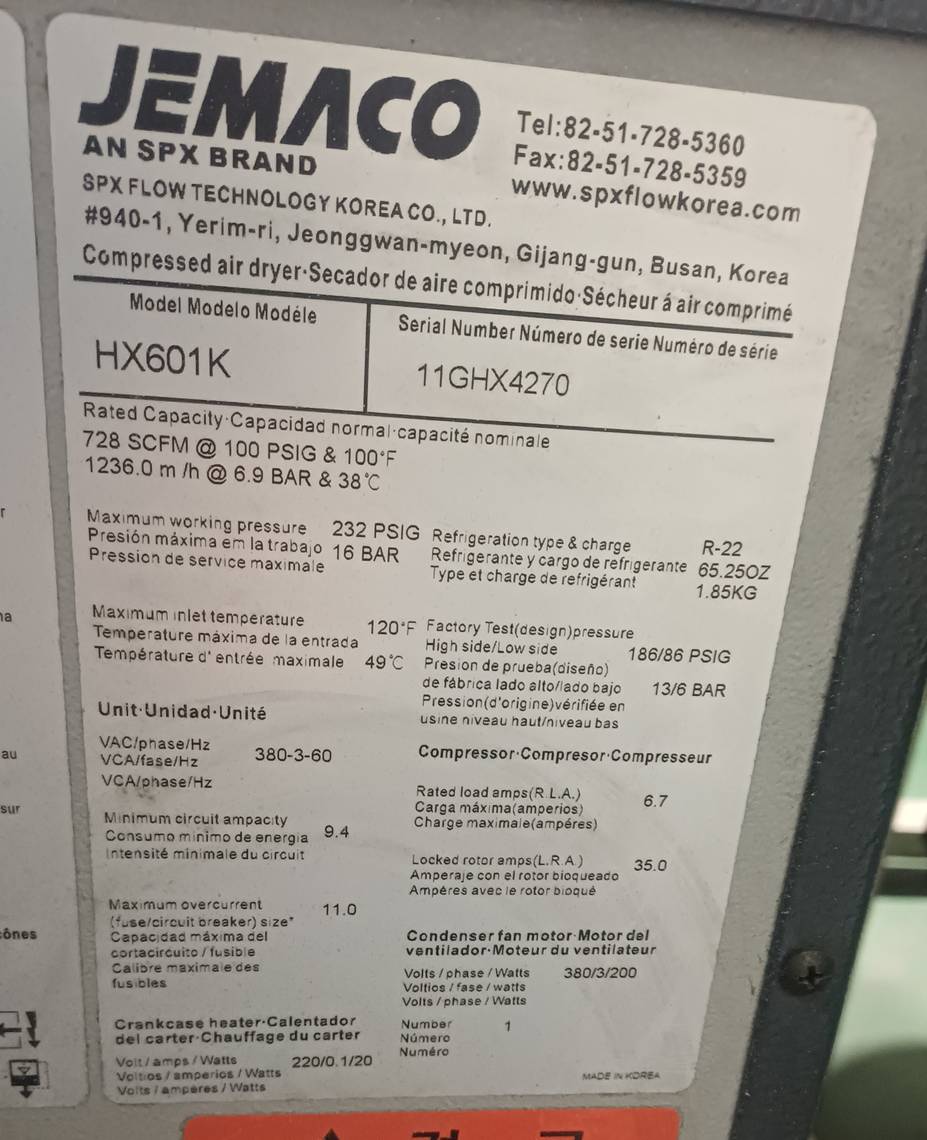 JEMACO
AN SPX BRAND
Tel:82-51-728-5360
Fax:82-51-728-5359
www.spxflowkorea.com
SPX FLOW TECHNOLOGY KOREA CO., LTD.
#940-1, Yerim-ri, Jeonggwan-myeon, Gijang-gun, Busan, Korea
Compressed air dryer·Secador de aire comprimido·Sécheur á air comprimé
Model Modelo Modéle
HX601K
Serial Number Número de serie Numéro de série
11GHX4270
Rated Capacity·Capacidad normal·capacité nominale
728 SCFM @ 100 PSIG & 100°F
1236.0 m /h @ 6.9 BAR & 38℃
Maximum working pressure 232 PSIG
Presión máxima em la trabajo 16 BAR
Pression de service maximale
Refrigeration type & charge R-22
Refrigerante y cargo de refrigerante 65.25OZ
Type et charge de refrigérant 1.85KG
Maximum inlet temperature 120°F
Temperature máxima de la entrada
Température d' entrée maximale 49℃
Factory Test(design)pressure
High side/Low side 186/86 PSIG
Presion de prueba(diseño)
de fábrica lado alto/lado bajo 13/6 BAR
Pression(d'origine)vérifiée en
usine niveau haut/niveau bas
Unit·Unidad·Unité
VAC/phase/Hz
VCA/fase/Hz 380-3-60
VCA/phase/Hz
Minimum circuit ampacity
Consumo minimo de energia 9.4
Intensité minimale du circuit
Maximum overcurrent 11.0
(fuse/circuit breaker) size*
Capacidad máxima del
cortacircuito / fusible
Calibre maximale des
fusibles
Crankcase heater·Calentador
del carter·Chauffage du carter
Volt / amps / Watts 220/0.1/20
Voltios / amperios / Watts
Volts / ampères / Watts
Compressor·Compresor·Compresseur
Rated load amps(R.L.A.) 6.7
Carga máxima(amperios)
Charge maximale(ampéres)
Locked rotor amps(L.R.A.) 35.0
Amperaje con el rotor bloqueado
Ampères avec le rotor bloqué
Condenser fan motor·Motor del
ventilador·Moteur du ventilateur
Volts / phase / Watts 380/3/200
Voltios / fase / watts
Volts / phase / Watts
Number 1
Número
Numéro
MADE IN KOREA
au
sur
cônes